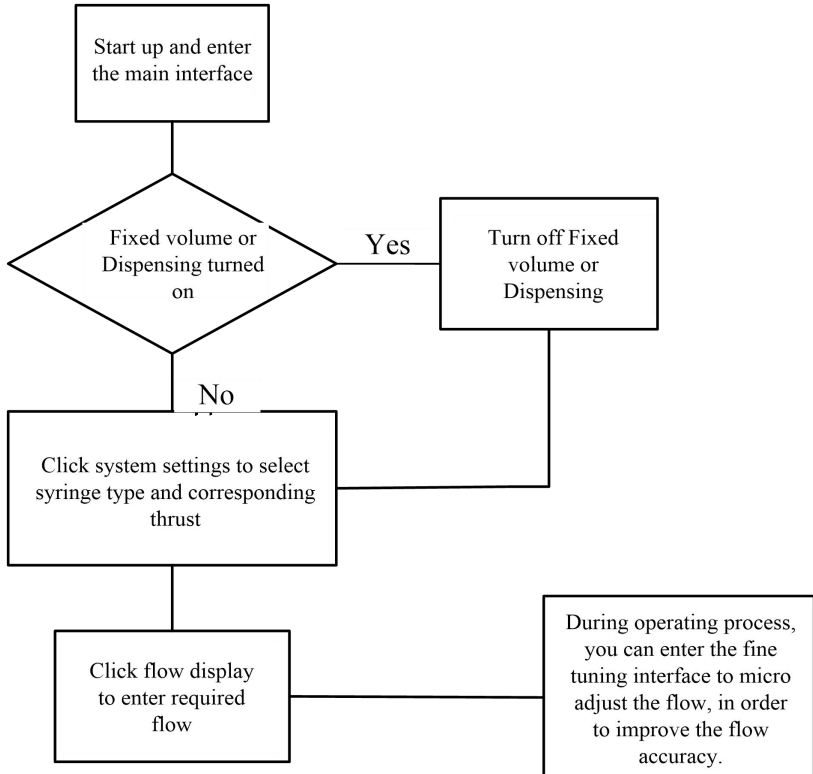 Start up and enter
the main interface
Fixed volume or
Dispensing turned
on
Yes
Turn off Fixed
volume or
Dispensing
No
Click system settings to select
syringe type and corresponding
thrust
Click flow display
to enter required
flow
During operating process,
you can enter the fine
tuning interface to micro
adjust the flow, in order
to improve the flow
accuracy.